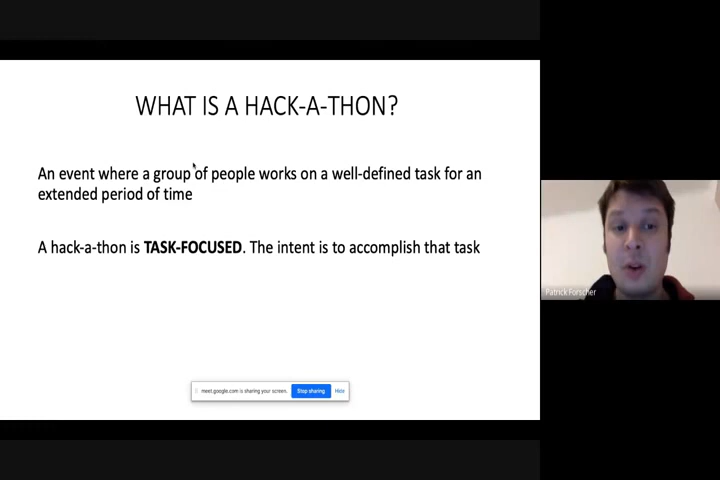 WHAT IS A HACK-A-THON?
An event where a group of people works on a well-defined task for an
extended period of time
A hack-a-thon is TASK-FOCUSED. The intent is to accomplish that task
Patrick Forscher
meet.google.com is sharing your screen.
Stop sharing
Hide